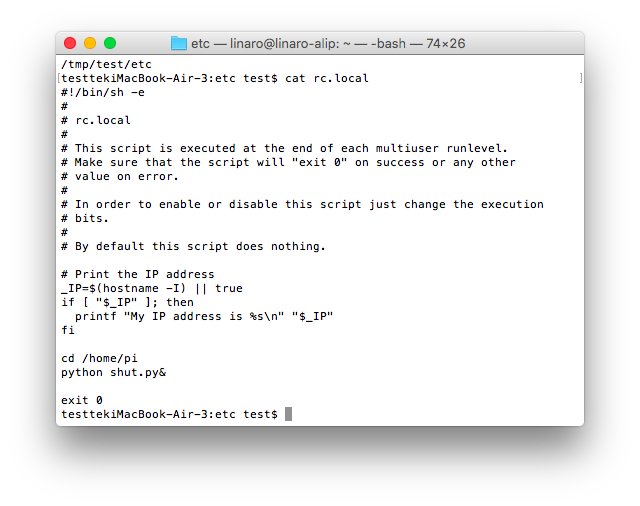 etc — linaro@linaro-alip: ~ — -bash — 74×26
/tmp/test/etc
[testtekiMacBook-Air-3:etc test$ cat rc.local ]
#!/bin/sh -e
#
# rc.local
#
# This script is executed at the end of each multiuser runlevel.
# Make sure that the script will "exit 0" on success or any other
# value on error.
#
# In order to enable or disable this script just change the execution
# bits.
#
# By default this script does nothing.

# Print the IP address
_IP=$(hostname -I) || true
if [ "$_IP" ]; then
  printf "My IP address is %s\n" "$_IP"
fi

cd /home/pi
python shut.py&

exit 0
testtekiMacBook-Air-3:etc test$